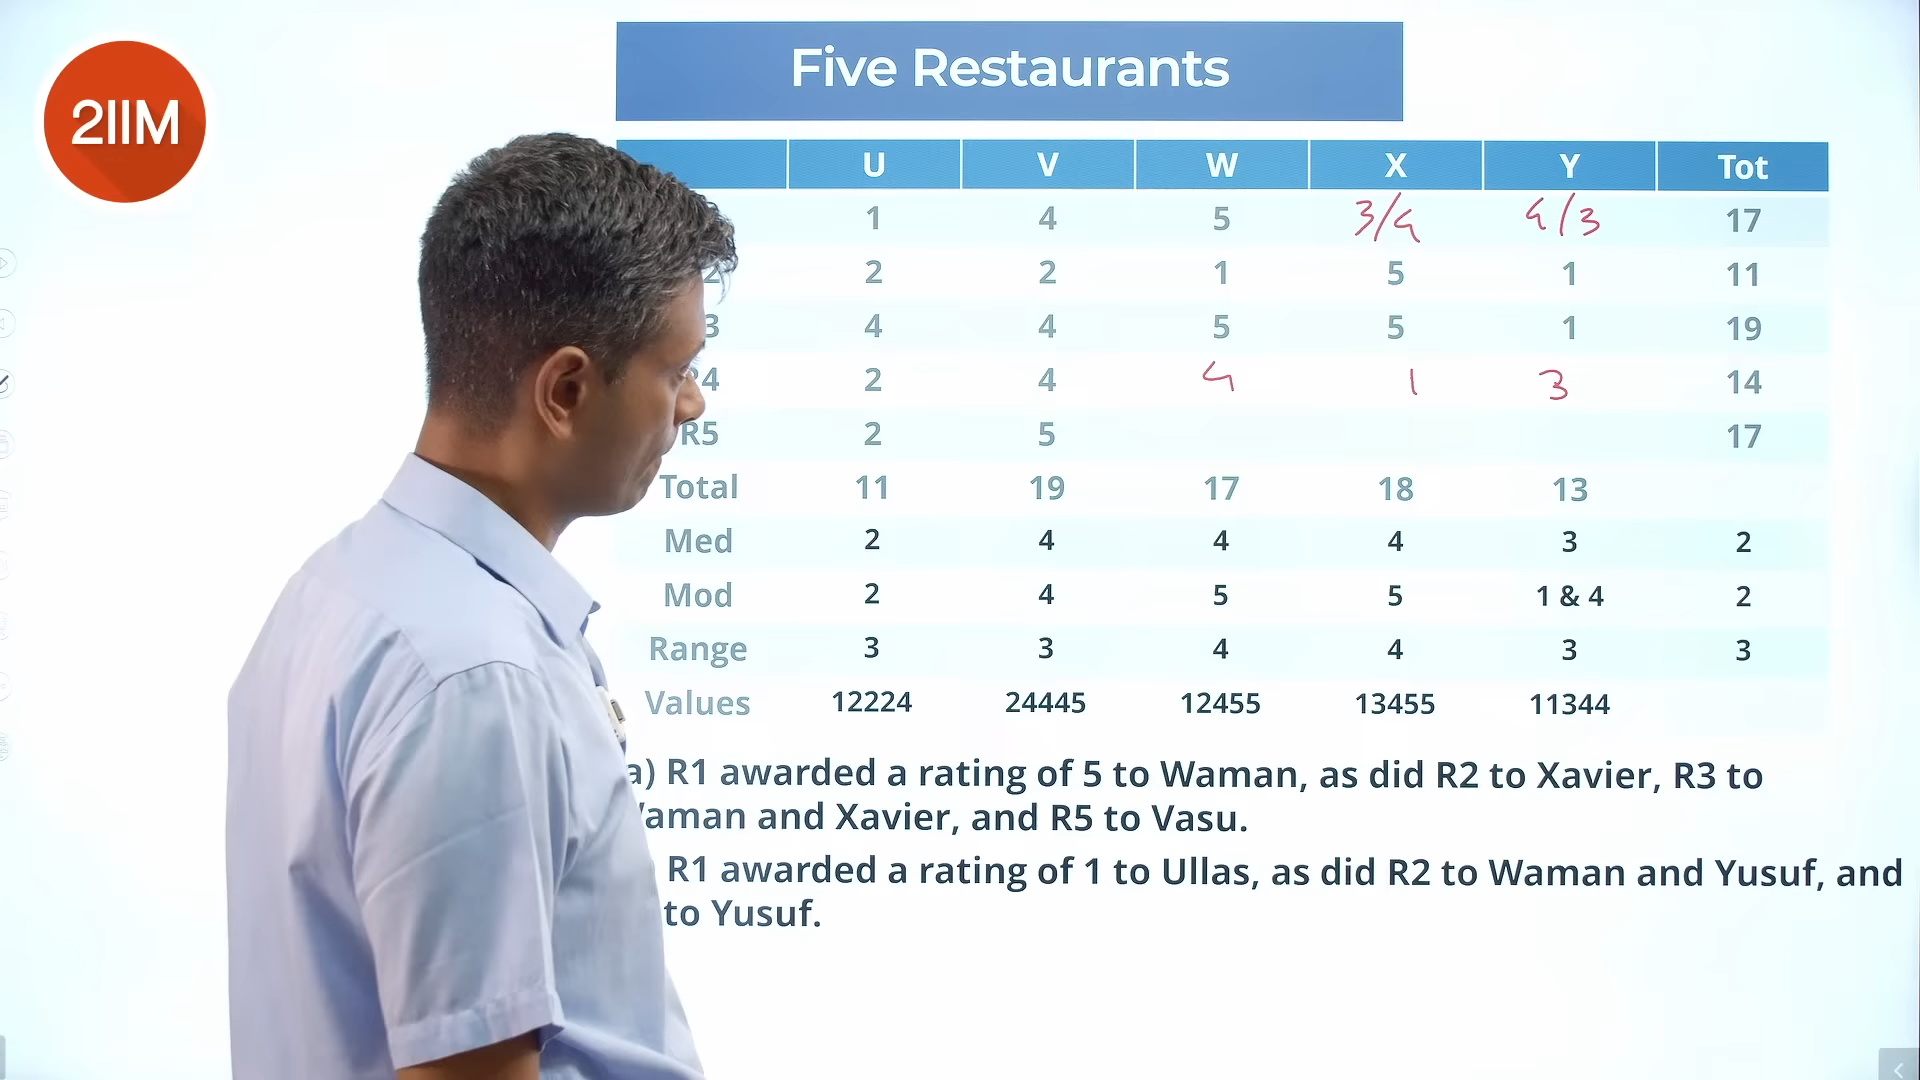 2IIM
Five Restaurants
U V W X Y Tot
1 4 5 3/4 4/3 17
2 2 2 1 5 1 11
3 4 4 5 5 1 19
R4 2 4 4 1 3 14
R5 2 5 17
Total 11 19 17 18 13
Med 2 4 4 4 3 2
Mod 2 4 5 5 1 & 4 2
Range 3 3 4 4 3 3
Values 12224 24445 12455 13455 11344
a) R1 awarded a rating of 5 to Waman, as did R2 to Xavier, R3 to
Waman and Xavier, and R5 to Vasu.
R1 awarded a rating of 1 to Ullas, as did R2 to Waman and Yusuf, and
to Yusuf.